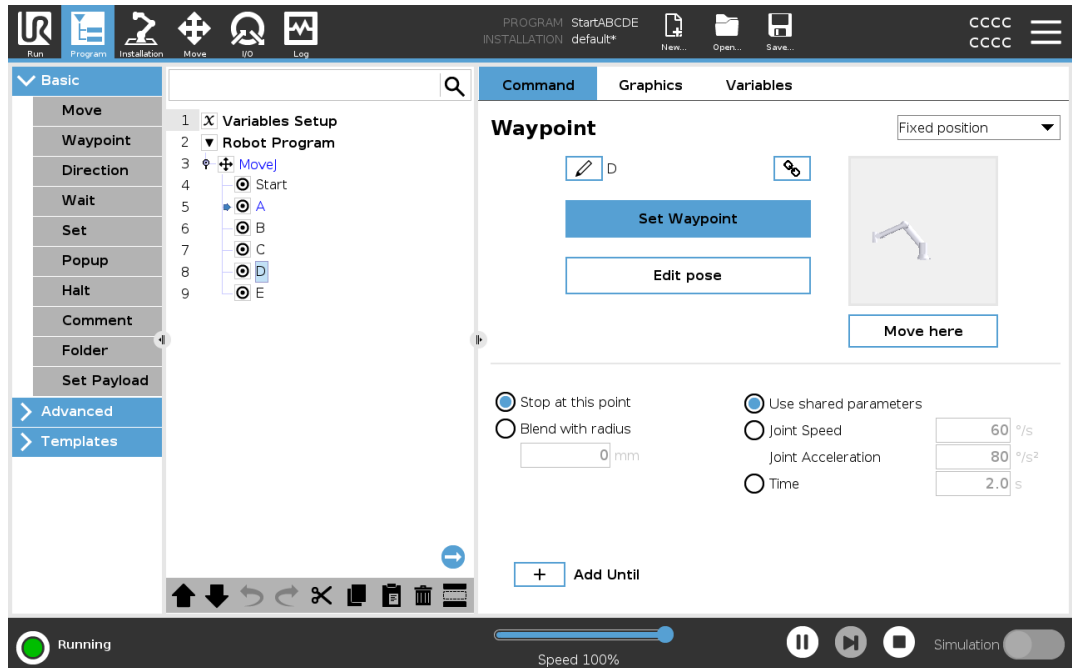 PROGRAM StartABCDE
INSTALLATION default*
CCCC
CCCC
Run
Program
Installation
Move
I/O
Log
New...
Open...
Save...
Basic
Move
Waypoint
Direction
Wait
Set
Popup
Halt
Comment
Folder
Set Payload
Advanced
Templates
1 x Variables Setup
2 Robot Program
3 MoveJ
4 Start
5 A
6 B
7 C
8 D
9 E
Command Graphics Variables
Waypoint
Fixed position
D
Set Waypoint
Edit pose
Move here
Stop at this point
Blend with radius
0 mm
Use shared parameters
Joint Speed 60 °/s
Joint Acceleration 80 °/s²
Time 2.0 s
+ Add Until
Running
Speed 100%
Simulation